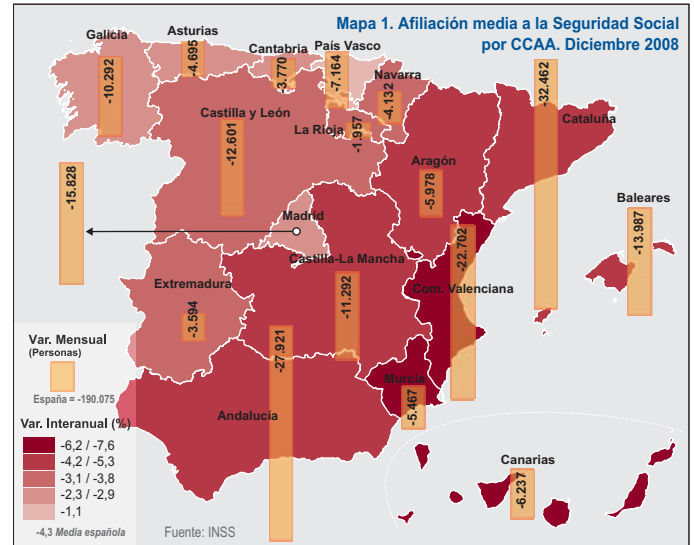 Mapa 1. Afiliación media a la Seguridad Social
por CCAA. Diciembre 2008
Galicia
-10.292
Asturias
-4.695
Cantabria
-3.770
País Vasco
-7.164
Navarra
-4.132
La Rioja
-1.957
Castilla y León
-12.601
Aragón
-5.978
Cataluña
-32.462
Baleares
-13.987
Madrid
-15.828
Castilla-La Mancha
-11.292
Com. Valenciana
-22.702
Extremadura
-3.594
Andalucía
-27.921
Murcia
-5.467
Canarias
-6.237
Var. Mensual
(Personas)
España = -190.075
Var. Interanual (%)
-6,2 / -7,6
-4,2 / -5,3
-3,1 / -3,8
-2,3 / -2,9
-1,1
-4,3 Media española
Fuente: INSS